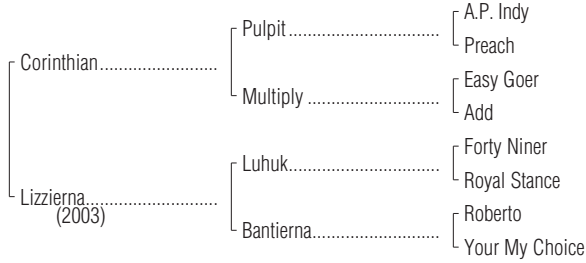 A.P. Indy
Pulpit
Preach
Corinthian
Easy Goer
Multiply
Add
Forty Niner
Luhuk
Royal Stance
Lizzierna
(2003)
Roberto
Bantierna
Your My Choice